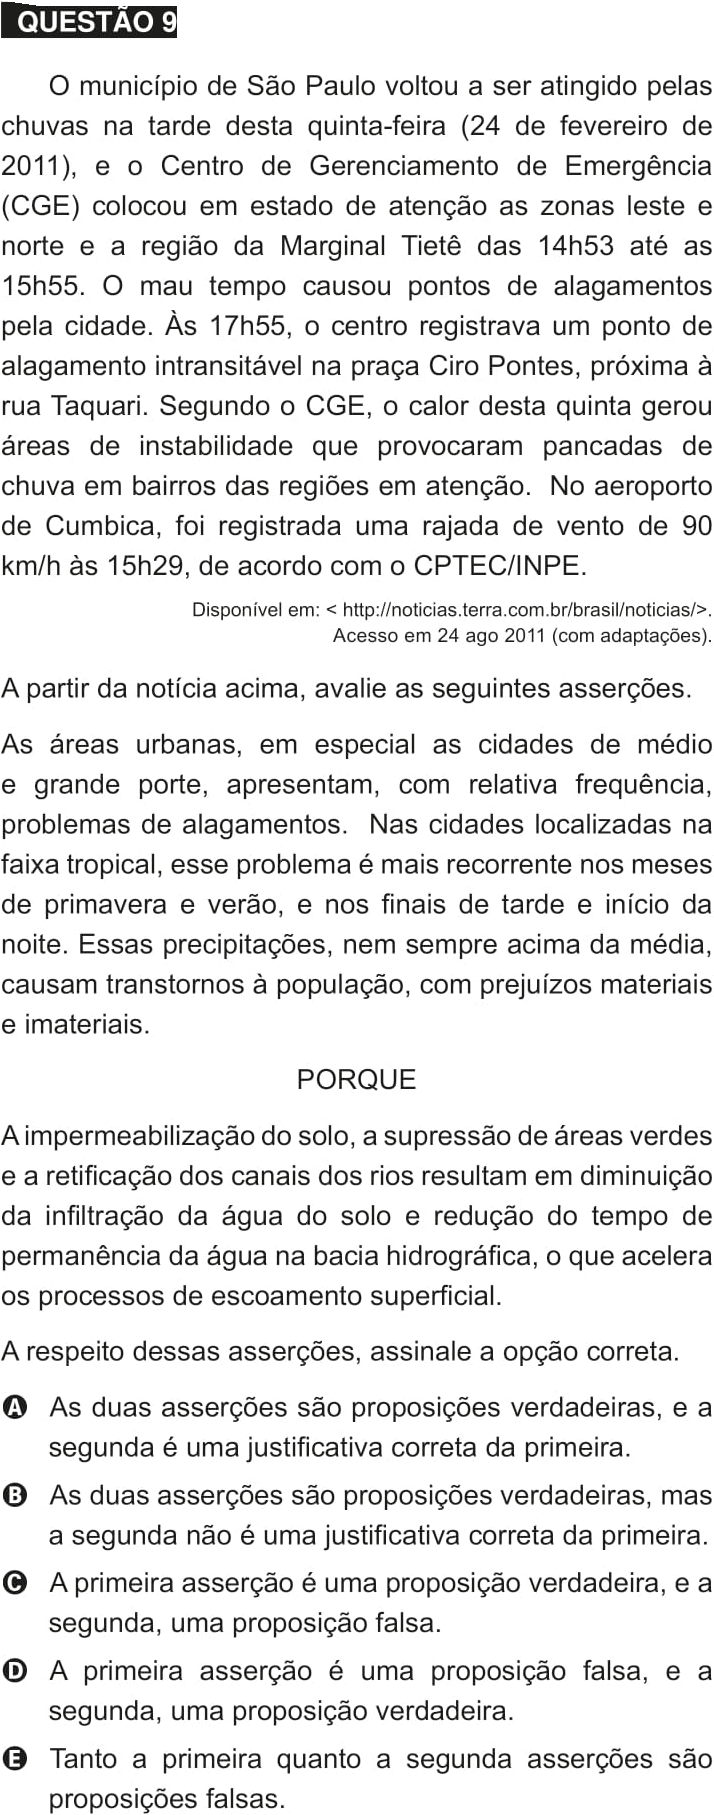 QUESTÃO 9
O município de São Paulo voltou a ser atingido pelas
chuvas na tarde desta quinta-feira (24 de fevereiro de
2011), e o Centro de Gerenciamento de Emergência
(CGE) colocou em estado de atenção as zonas leste e
norte e a região da Marginal Tietê das 14h53 até as
15h55. O mau tempo causou pontos de alagamentos
pela cidade. Às 17h55, o centro registrava um ponto de
alagamento intransitável na praça Ciro Pontes, próxima à
rua Taquari. Segundo o CGE, o calor desta quinta gerou
áreas de instabilidade que provocaram pancadas de
chuva em bairros das regiões em atenção. No aeroporto
de Cumbica, foi registrada uma rajada de vento de 90
km/h às 15h29, de acordo com o CPTEC/INPE.
Disponível em: < http://noticias.terra.com.br/brasil/noticias/>.
Acesso em 24 ago 2011 (com adaptações).
A partir da notícia acima, avalie as seguintes asserções.
As áreas urbanas, em especial as cidades de médio
e grande porte, apresentam, com relativa frequência,
problemas de alagamentos. Nas cidades localizadas na
faixa tropical, esse problema é mais recorrente nos meses
de primavera e verão, e nos finais de tarde e início da
noite. Essas precipitações, nem sempre acima da média,
causam transtornos à população, com prejuízos materiais
e imateriais.
PORQUE
A impermeabilização do solo, a supressão de áreas verdes
e a retificação dos canais dos rios resultam em diminuição
da infiltração da água do solo e redução do tempo de
permanência da água na bacia hidrográfica, o que acelera
os processos de escoamento superficial.
A respeito dessas asserções, assinale a opção correta.
A As duas asserções são proposições verdadeiras, e a
segunda é uma justificativa correta da primeira.
B As duas asserções são proposições verdadeiras, mas
a segunda não é uma justificativa correta da primeira.
C A primeira asserção é uma proposição verdadeira, e a
segunda, uma proposição falsa.
D A primeira asserção é uma proposição falsa, e a
segunda, uma proposição verdadeira.
E Tanto a primeira quanto a segunda asserções são
proposições falsas.